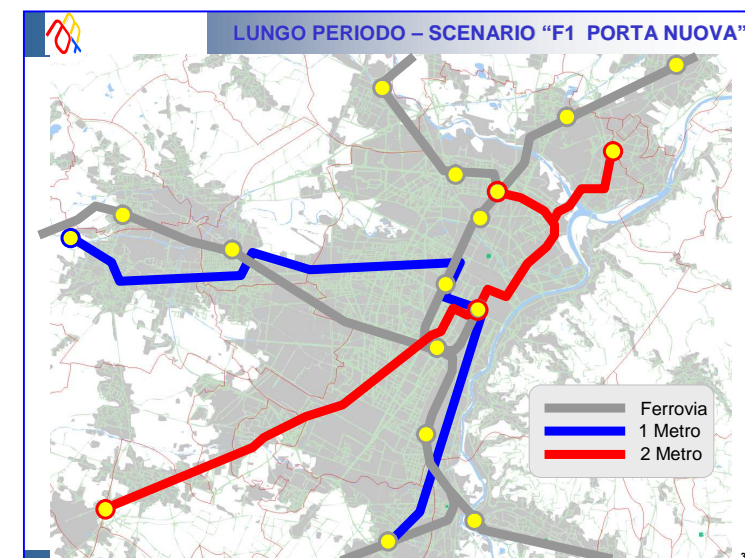 LUNGO PERIODO – SCENARIO “F1 PORTA NUOVA”
Ferrovia
1 Metro
2 Metro